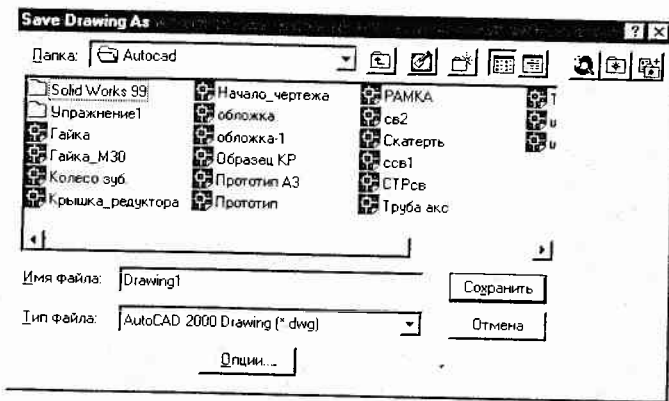 Save Drawing As
Папка: Autocad
Solid Works 99
Упражнение1
Гайка
Гайка_М30
Колесо зуб.
Крышка_редуктора
Начало_чертежа
обложка
обложка-1
Образец КР
Прототип А3
Прототип
РАМКА
св2
Скатерть
ссв1
СТРсв
Труба акс
Имя файла: Drawing1
Сохранить
Тип файла: AutoCAD 2000 Drawing (*.dwg)
Отмена
Опции...